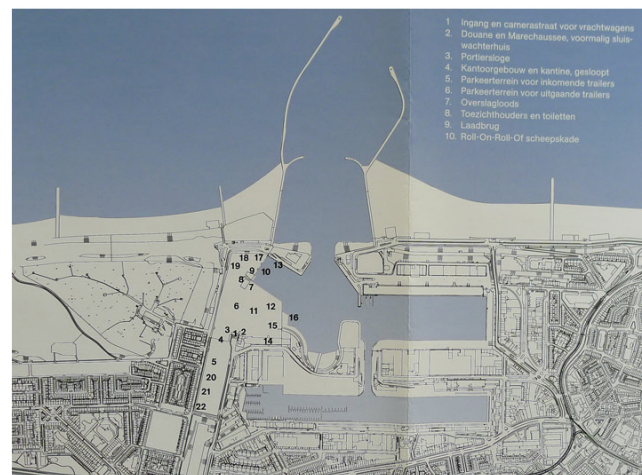 1 Ingang en camerastraat voor vrachtwagens
2. Douane en Marechaussee, voormalig sluis-
wachterhuis
3. Portiersloge
4. Kantoorgebouw en kantine, gesloopt
5. Parkeerterrein voor inkomende trailers
6. Parkeerterrein voor uitgaande trailers
7. Overslagloods
8. Toezichthouders en toiletten
9. Laadbrug
10. Roll-On-Roll-Of scheepskade
18 17
19 9 10 13
8
7
6 11 12
16
15
3 1 2
4 14
5
20
21
22